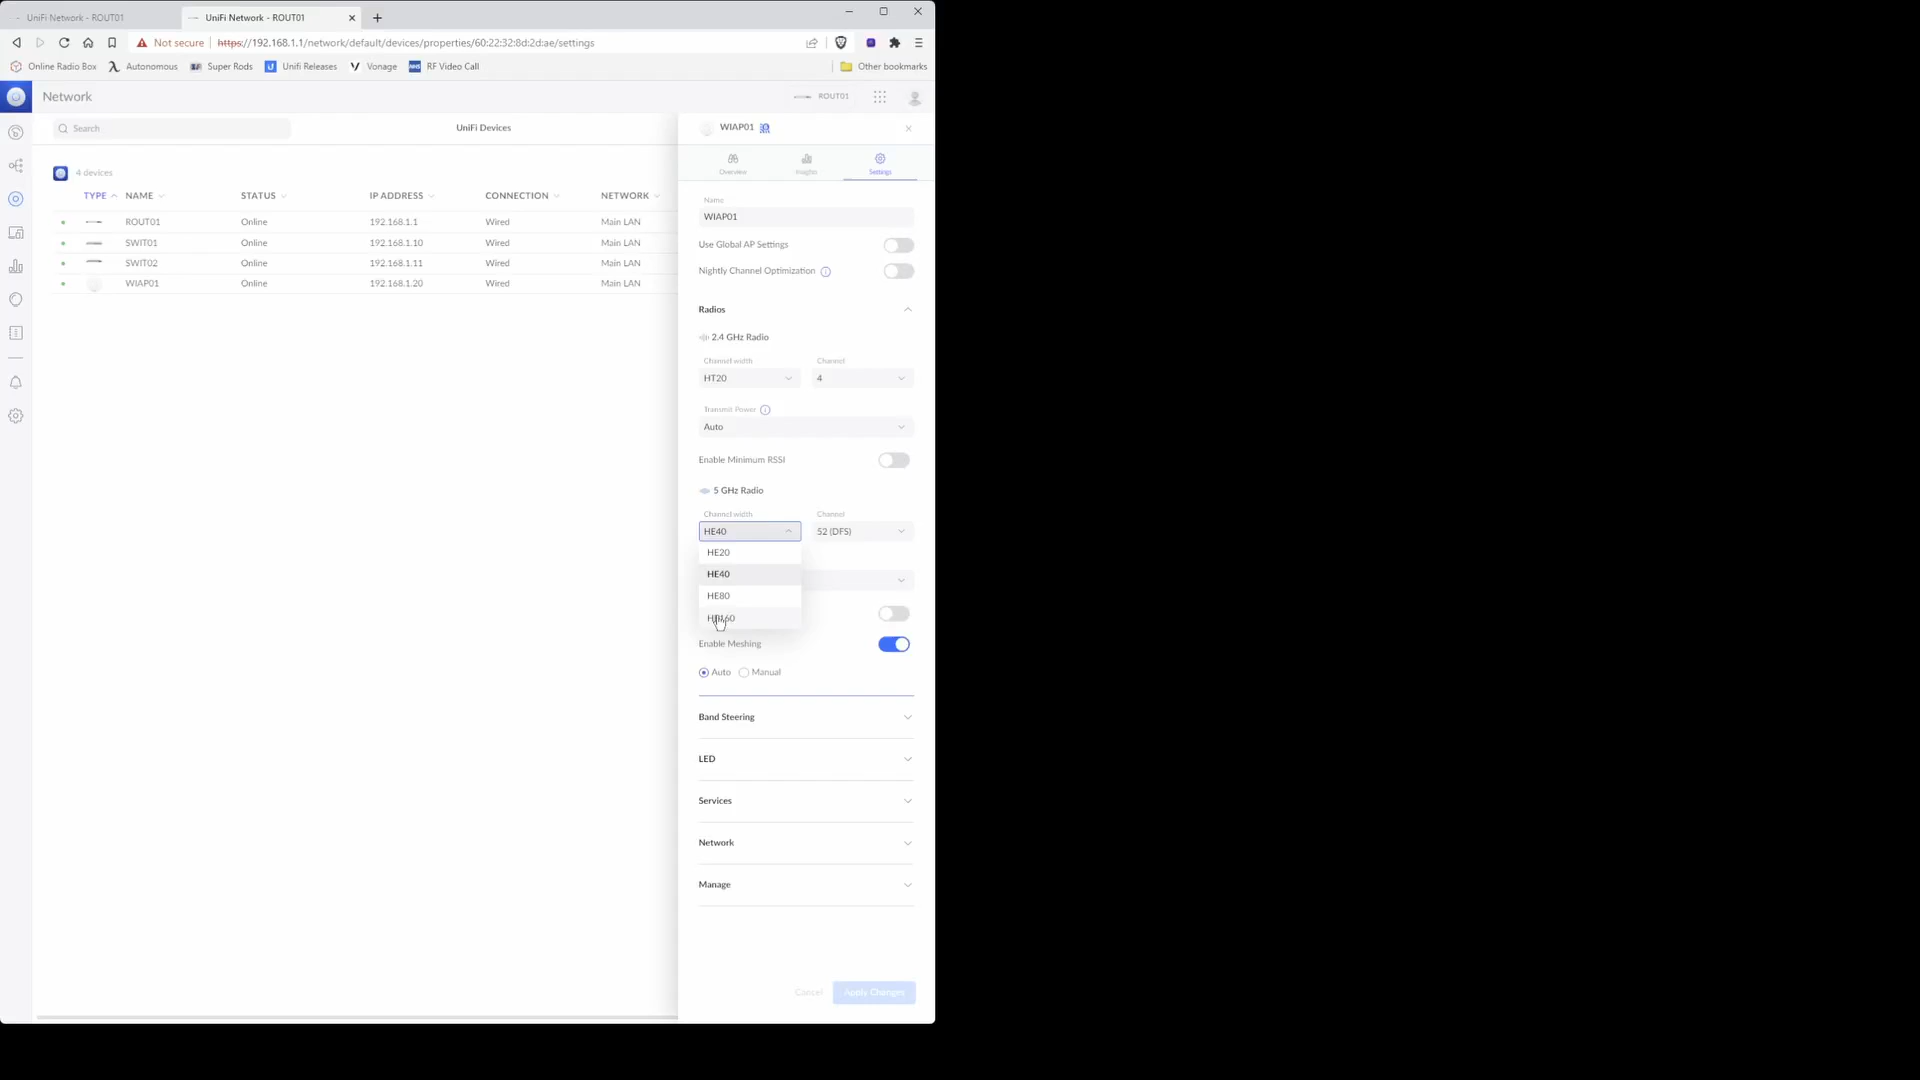 UniFi Network - ROUT01
UniFi Network - ROUT01
Not secure
https://192.168.1.1/network/default/devices/properties/60:22:32:8d:2d:ae/settings
Online Radio Box
Autonomous
Super Rods
Unifi Releases
Vonage
RF Video Call
Other bookmarks
Network
ROUT01
Search
UniFi Devices
4 devices
TYPE NAME STATUS IP ADDRESS CONNECTION NETWORK
ROUT01 Online 192.168.1.1 Wired Main LAN
SWIT01 Online 192.168.1.10 Wired Main LAN
SWIT02 Online 192.168.1.11 Wired Main LAN
WIAP01 Online 192.168.1.20 Wired Main LAN
WIAP01
Overview Insights Settings
Name
WIAP01
Use Global AP Settings
Nightly Channel Optimization
Radios
2.4 GHz Radio
Channel width Channel
HT20 4
Transmit Power
Auto
Enable Minimum RSSI
5 GHz Radio
Channel width Channel
HE40 52 (DFS)
HE20
HE40
HE80
Enable Meshing
Auto Manual
Band Steering
LED
Services
Network
Manage
Cancel Apply Changes